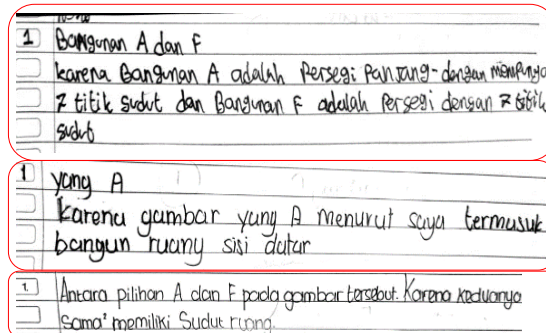 1 Bangunan A dan F
karena Bangunan A adalah Persegi Panjang-dengan mempunya
7 titik sudut dan Bangunan F adalah Persegi dengan 7 titik
sudut
1 yang A
Karena gambar yang A menurut saya termasuk
bangun ruang sisi datar
1. Antara pilihan A dan F pada gambar tersebut. Karena keduanya
sama² memiliki Sudut ruang.